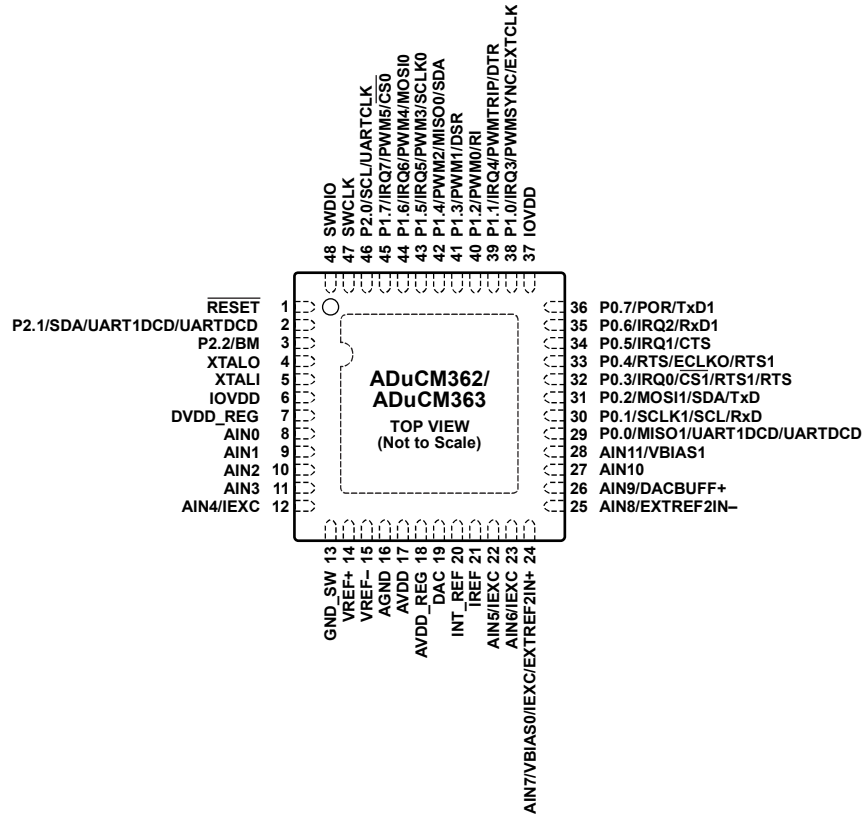 48 SWDIO
47 SWCLK
46 P2.0/SCL/UARTCLK
45 P1.7/IRQ7/PWM5/C̅S̅0̅
44 P1.6/IRQ6/PWM4/MOSI0
43 P1.5/IRQ5/PWM3/SCLK0
42 P1.4/PWM2/MISO0/SDA
41 P1.3/PWM1/DSR
40 P1.2/PWM0/RI
39 P1.1/IRQ4/PWMTRIP/DTR
38 P1.0/IRQ3/PWMSYNC/EXTCLK
37 IOVDD
R̅E̅S̅E̅T̅ 1
P2.1/SDA/UART1DCD/UARTDCD 2
P2.2/BM 3
XTALO 4
XTALI 5
IOVDD 6
DVDD_REG 7
AIN0 8
AIN1 9
AIN2 10
AIN3 11
AIN4/IEXC 12
ADuCM362/
ADuCM363
TOP VIEW
(Not to Scale)
36 P0.7/POR/TxD1
35 P0.6/IRQ2/RxD1
34 P0.5/IRQ1/CTS
33 P0.4/RTS/ECLKO/RTS1
32 P0.3/IRQ0/C̅S̅1̅/RTS1/RTS
31 P0.2/MOSI1/SDA/TxD
30 P0.1/SCLK1/SCL/RxD
29 P0.0/MISO1/UART1DCD/UARTDCD
28 AIN11/VBIAS1
27 AIN10
26 AIN9/DACBUFF+
25 AIN8/EXTREF2IN−
GND_SW 13
VREF+ 14
VREF− 15
AGND 16
AVDD 17
AVDD_REG 18
DAC 19
INT_REF 20
IREF 21
AIN5/IEXC 22
AIN6/IEXC 23
AIN7/VBIAS0/IEXC/EXTREF2IN+ 24